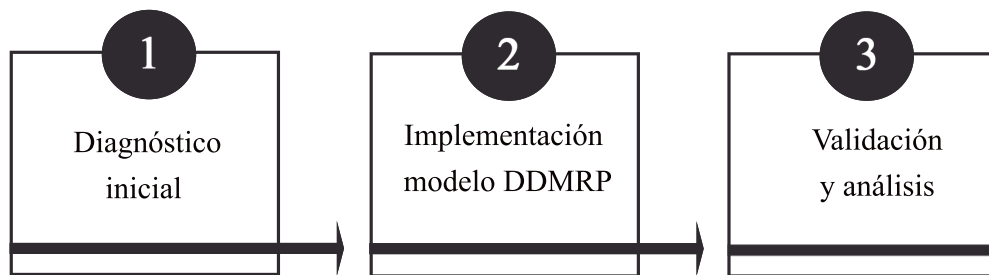 1
Diagnóstico
inicial
2
Implementación
modelo DDMRP
3
Validación
y análisis